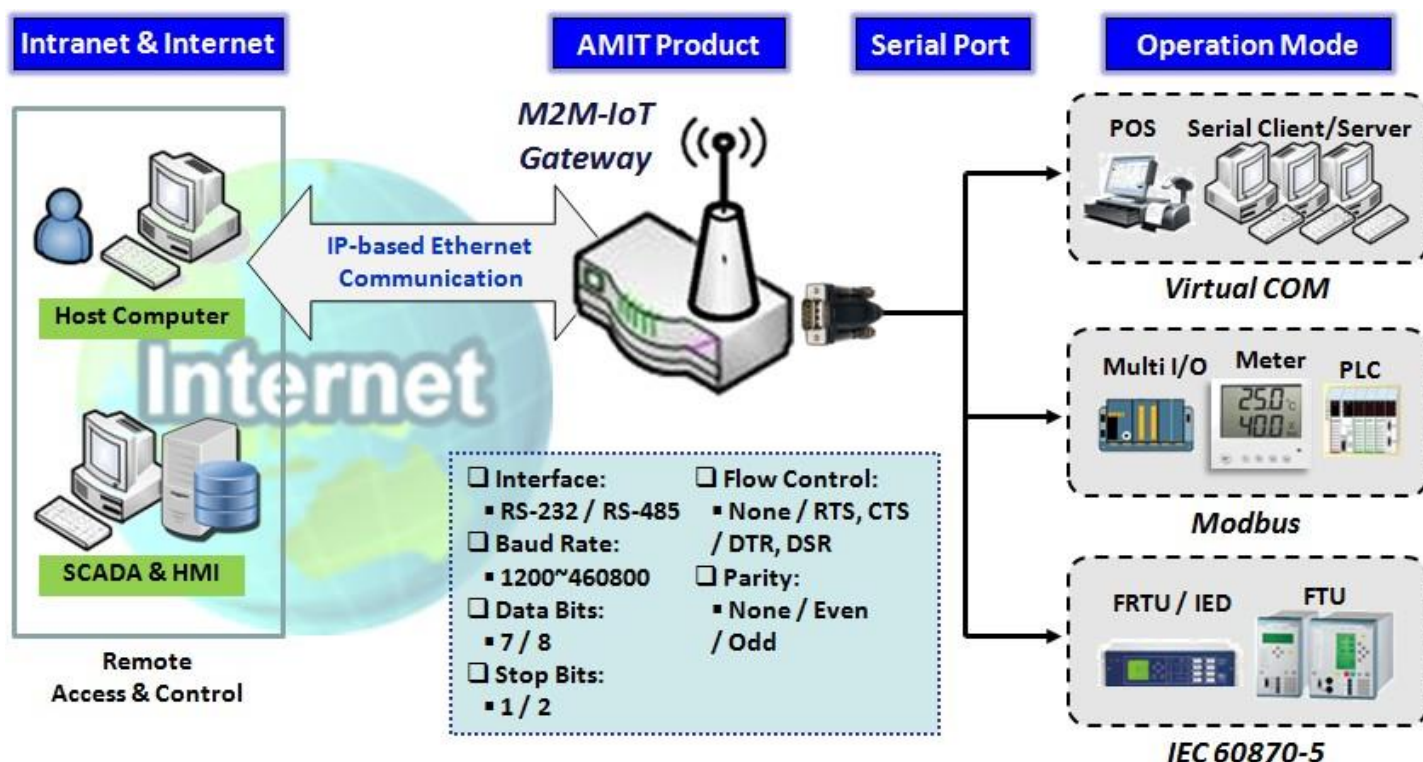 Intranet & Internet
AMIT Product
Serial Port
Operation Mode
M2M-IoT
Gateway
IP-based Ethernet
Communication
Host Computer
Internet
SCADA & HMI
Remote
Access & Control
❑ Interface:
▪ RS-232 / RS-485
❑ Baud Rate:
▪ 1200~460800
❑ Data Bits:
▪ 7 / 8
❑ Stop Bits:
▪ 1 / 2
❑ Flow Control:
▪ None / RTS, CTS
/ DTR, DSR
❑ Parity:
▪ None / Even
/ Odd
POS
Serial Client/Server
Virtual COM
Multi I/O
Meter
PLC
25.0 °C
40.0 %
Modbus
FRTU / IED
FTU
IEC 60870-5